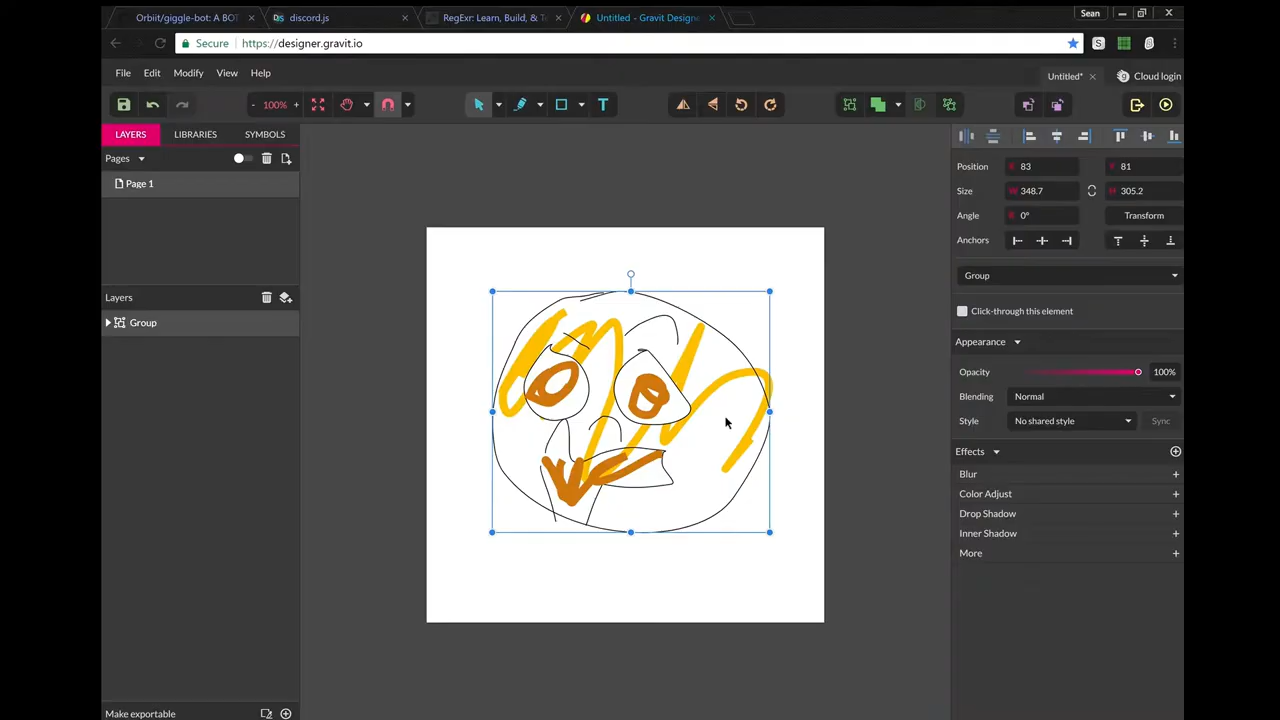 Orbiit/giggle-bot: A BOT
discord.js
RegExr: Learn, Build, & Te
Untitled - Gravit Designe
Sean
Secure
https://designer.gravit.io
File Edit Modify View Help
Untitled*
Cloud login
- 100% +
T
LAYERS LIBRARIES SYMBOLS
Pages
Page 1
Layers
Group
Make exportable
Position X 83 Y 81
Size W 348.7 H 305.2
Angle R 0° Transform
Anchors
Group
Click-through this element
Appearance
Opacity 100%
Blending Normal
Style No shared style Sync
Effects
Blur +
Color Adjust +
Drop Shadow +
Inner Shadow +
More +